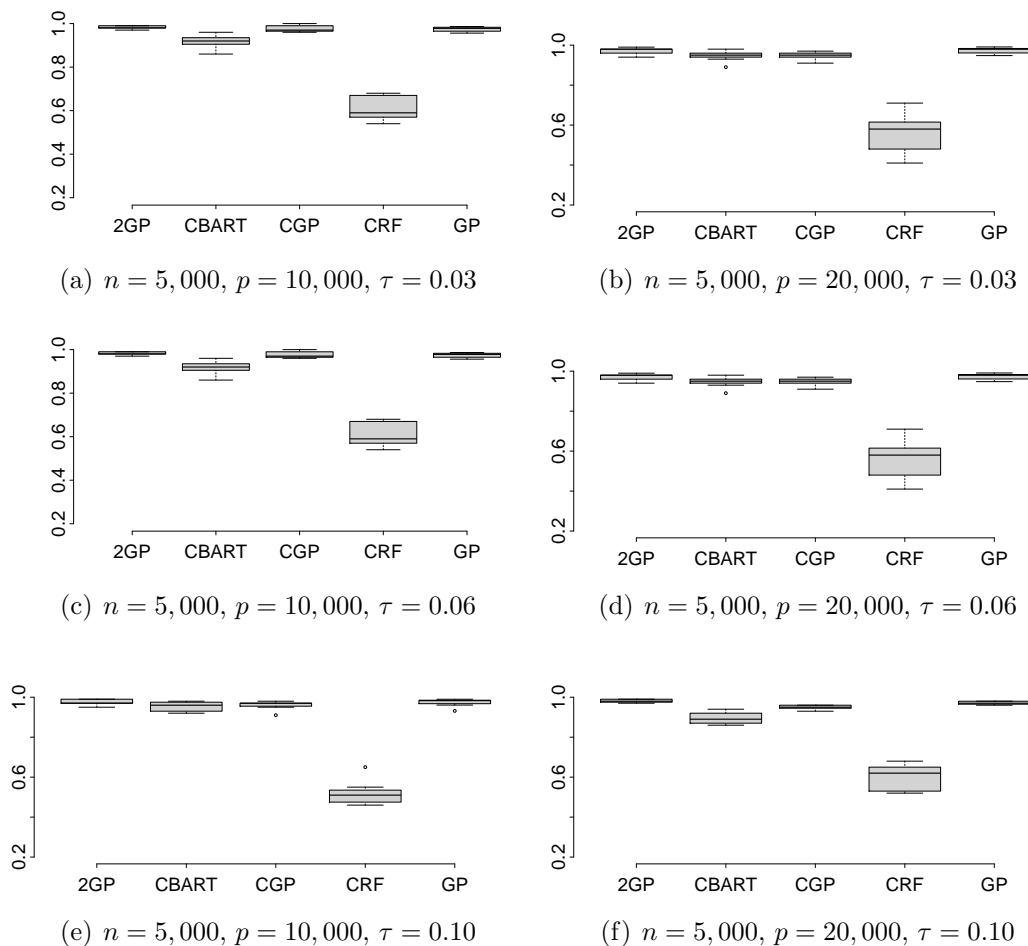 1.0
0.8
0.6
0.4
0.2
2GP CBART CGP CRF GP
(a) n = 5,000, p = 10,000, τ = 0.03
1.0
0.6
0.2
2GP CBART CGP CRF GP
(b) n = 5,000, p = 20,000, τ = 0.03
1.0
0.8
0.6
0.4
0.2
2GP CBART CGP CRF GP
(c) n = 5,000, p = 10,000, τ = 0.06
1.0
0.6
0.2
2GP CBART CGP CRF GP
(d) n = 5,000, p = 20,000, τ = 0.06
1.0
0.6
0.2
2GP CBART CGP CRF GP
(e) n = 5,000, p = 10,000, τ = 0.10
1.0
0.6
0.2
2GP CBART CGP CRF GP
(f) n = 5,000, p = 20,000, τ = 0.10